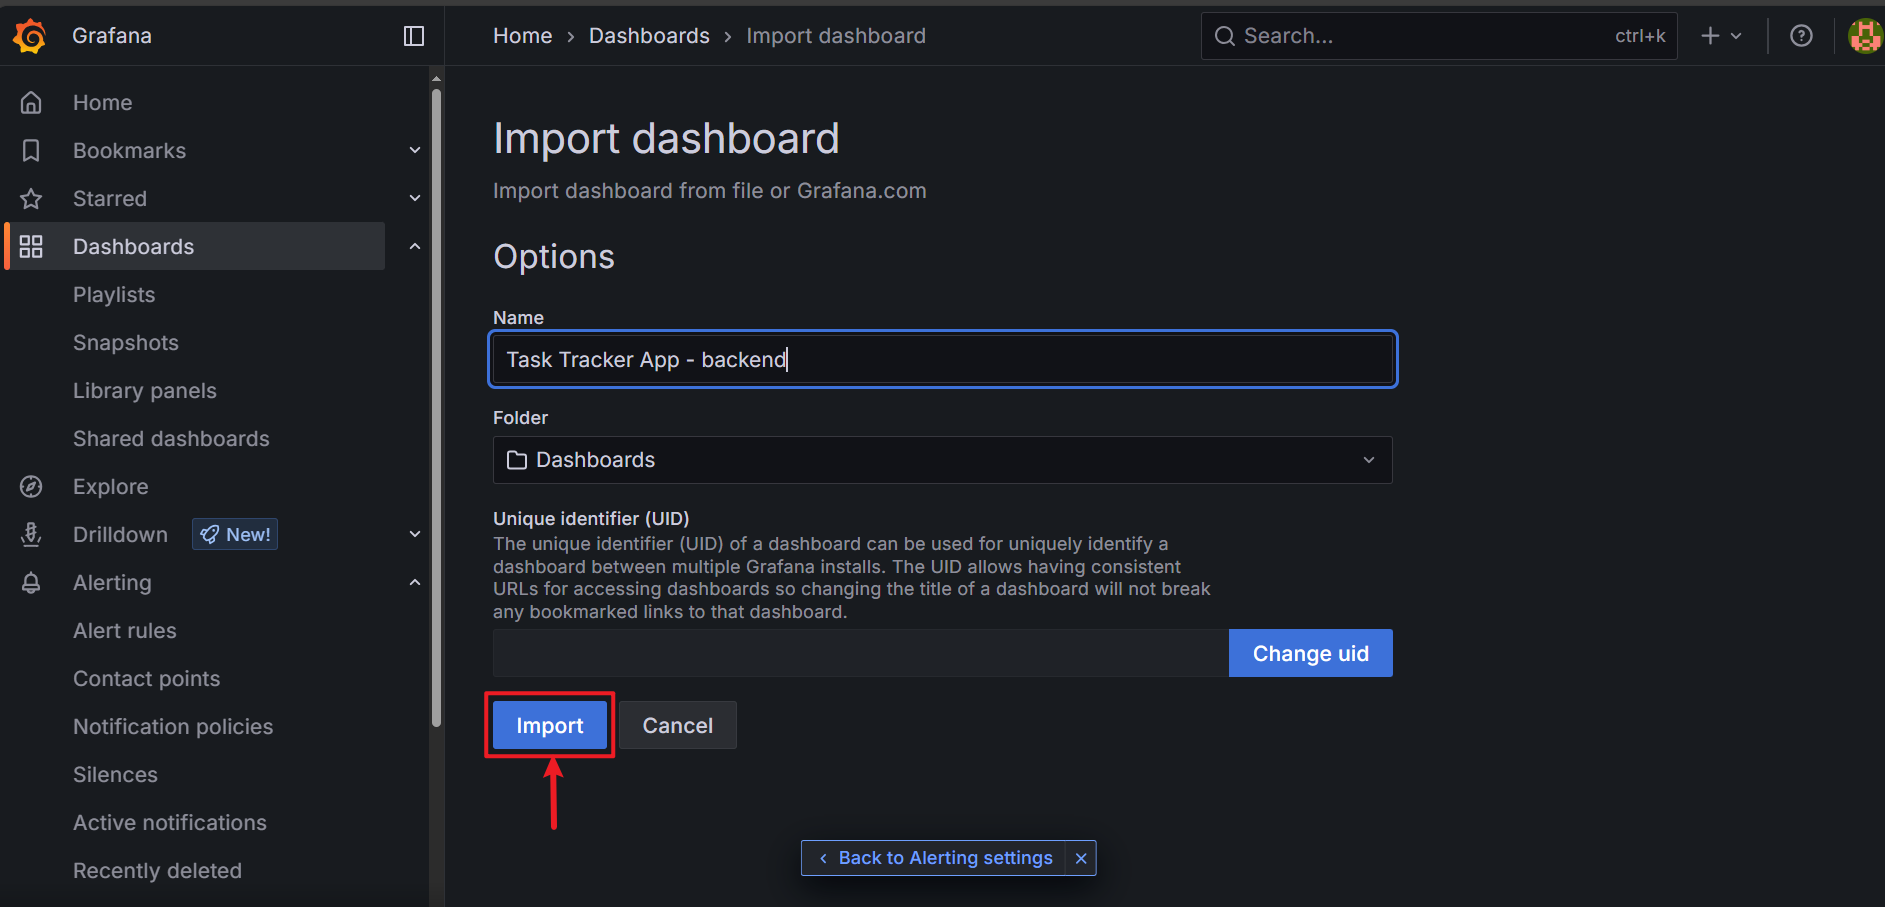 Grafana
Home › Dashboards › Import dashboard
Search...
ctrl+k
Home
Bookmarks
Starred
Dashboards
Playlists
Snapshots
Library panels
Shared dashboards
Explore
Drilldown
New!
Alerting
Alert rules
Contact points
Notification policies
Silences
Active notifications
Recently deleted
Import dashboard
Import dashboard from file or Grafana.com
Options
Name
Task Tracker App - backend
Folder
Dashboards
Unique identifier (UID)
The unique identifier (UID) of a dashboard can be used for uniquely identify a
dashboard between multiple Grafana installs. The UID allows having consistent
URLs for accessing dashboards so changing the title of a dashboard will not break
any bookmarked links to that dashboard.
Change uid
Import
Cancel
Back to Alerting settings